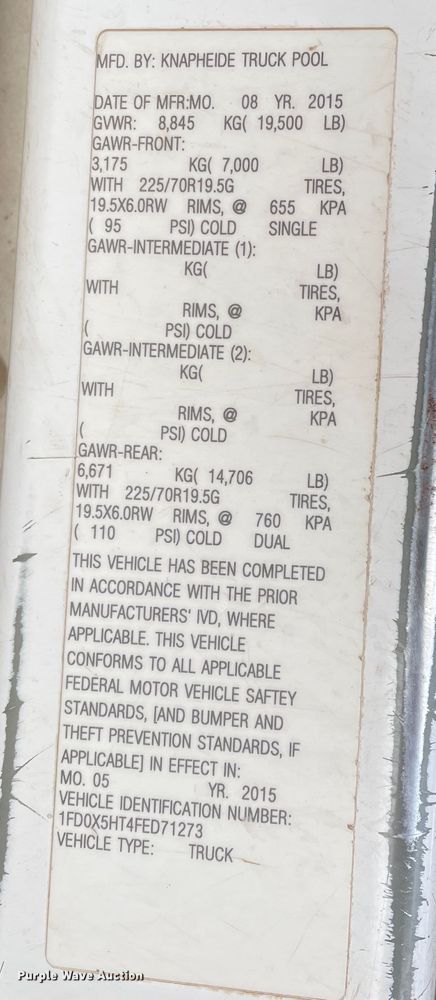 MFD. BY: KNAPHEIDE TRUCK POOL
DATE OF MFR:MO. 08 YR. 2015
GVWR: 8,845 KG( 19,500 LB)
GAWR-FRONT:
3,175 KG( 7,000 LB)
WITH 225/70R19.5G TIRES,
19.5X6.0RW RIMS, @ 655 KPA
( 95 PSI) COLD SINGLE
GAWR-INTERMEDIATE (1):
KG( LB)
WITH TIRES,
RIMS, @ KPA
( PSI) COLD
GAWR-INTERMEDIATE (2):
KG( LB)
WITH TIRES,
RIMS, @ KPA
( PSI) COLD
GAWR-REAR:
6,671 KG( 14,706 LB)
WITH 225/70R19.5G TIRES,
19.5X6.0RW RIMS, @ 760 KPA
( 110 PSI) COLD DUAL
THIS VEHICLE HAS BEEN COMPLETED
IN ACCORDANCE WITH THE PRIOR
MANUFACTURERS' IVD, WHERE
APPLICABLE. THIS VEHICLE
CONFORMS TO ALL APPLICABLE
FEDERAL MOTOR VEHICLE SAFTEY
STANDARDS, [AND BUMPER AND
THEFT PREVENTION STANDARDS, IF
APPLICABLE] IN EFFECT IN:
MO. 05 YR. 2015
VEHICLE IDENTIFICATION NUMBER:
1FD0X5HT4FED71273
VEHICLE TYPE: TRUCK
Purple Wave Auction